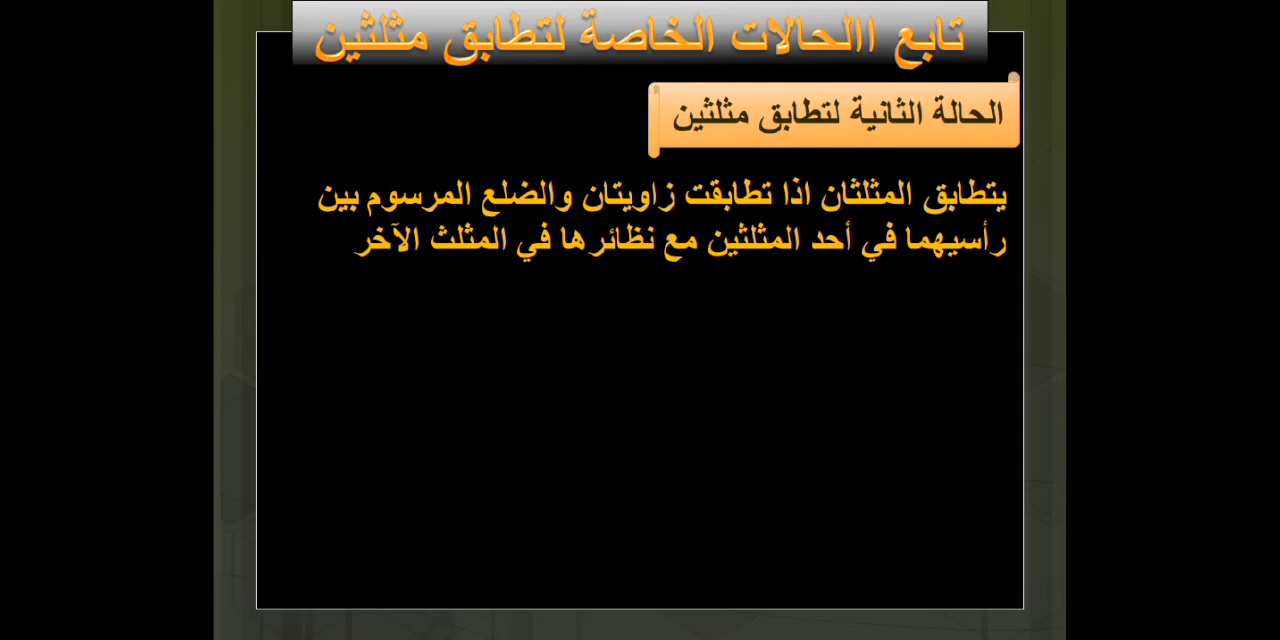 تابع االحالات الخاصة لتطابق مثلثين
الحالة الثانية لتطابق مثلثين
يتطابق المثلثان اذا تطابقت زاويتان والضلع المرسوم بين
رأسيهما في أحد المثلثين مع نظائرها في المثلث الآخر